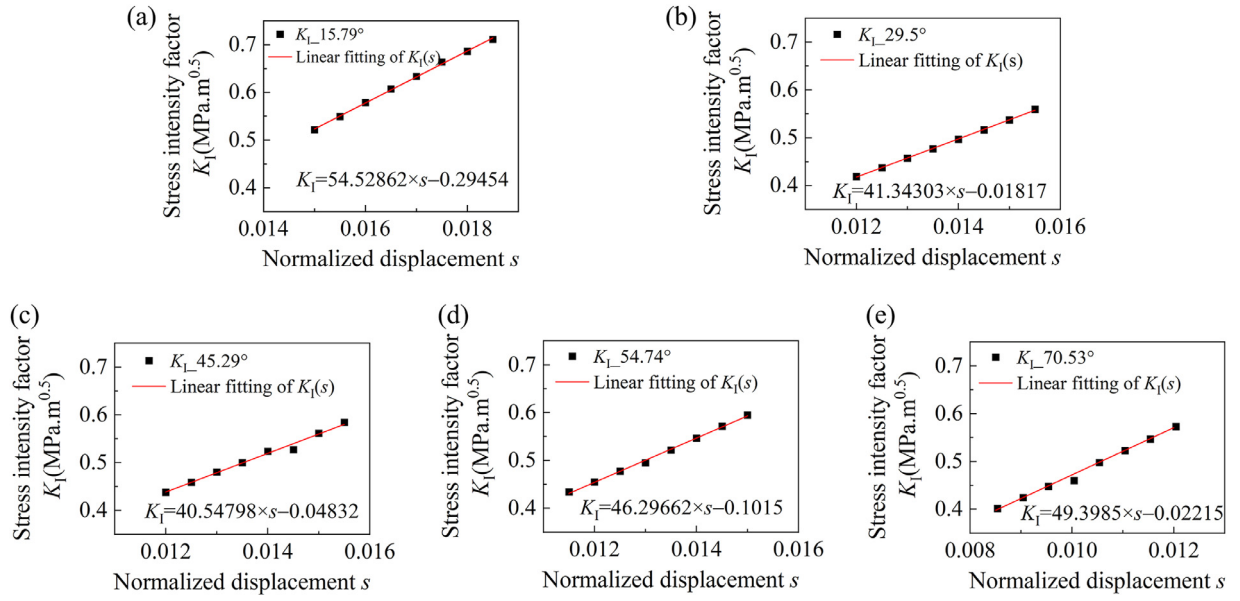 (a)
Stress intensity factor
K_I(MPa.m^0.5)
0.7
0.6
0.5
0.4
K_I_15.79°
Linear fitting of K_I(s)
K_I=54.52862×s−0.29454
0.014
0.016
0.018
Normalized displacement s
(b)
Stress intensity factor
K_I(MPa.m^0.5)
0.7
0.6
0.5
0.4
K_I_29.5°
Linear fitting of K_I(s)
K_I=41.34303×s−0.01817
0.012
0.014
0.016
Normalized displacement s
(c)
Stress intensity factor
K_I(MPa.m^0.5)
0.7
0.6
0.5
0.4
K_I_45.29°
Linear fitting of K_I(s)
K_I=40.54798×s−0.04832
0.012
0.014
0.016
Normalized displacement s
(d)
Stress intensity factor
K_I(MPa.m^0.5)
0.7
0.6
0.5
0.4
K_I_54.74°
Linear fitting of K_I(s)
K_I=46.29662×s−0.1015
0.012
0.014
0.016
Normalized displacement s
(e)
Stress intensity factor
K_I(MPa.m^0.5)
0.7
0.6
0.5
0.4
K_I_70.53°
Linear fitting of K_I(s)
K_I=49.3985×s−0.02215
0.008
0.010
0.012
Normalized displacement s